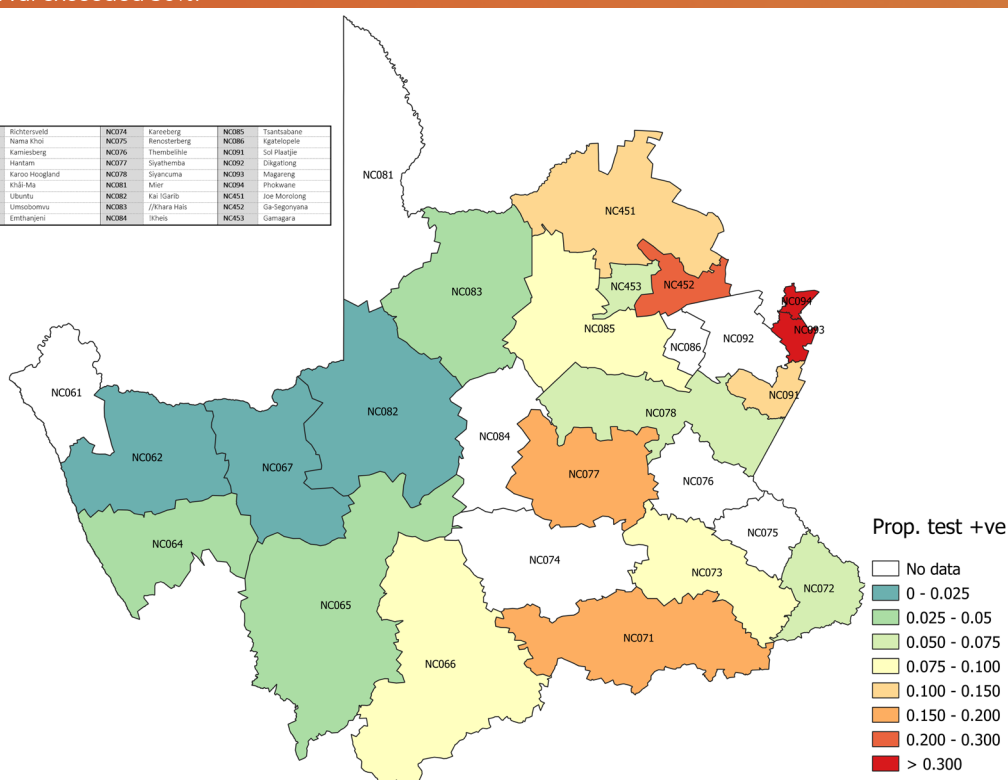 Richtersveld NC074 Kareeberg NC085 Tsantsabane
Nama Khoi NC075 Renosterberg NC086 Kgatelopele
Kamiesberg NC076 Thembelihle NC091 Sol Plaatjie
Hantam NC077 Siyathemba NC092 Dikgatlong
Karoo Hoogland NC078 Siyancuma NC093 Magareng
Khâi-Ma NC081 Mier NC094 Phokwane
Ubuntu NC082 Kai !Garib NC451 Joe Morolong
Umsobomvu NC083 //Khara Hais NC452 Ga-Segonyana
Emthanjeni NC084 !Kheis NC453 Gamagara
NC081
NC451
NC083
NC453
NC452
NC094
NC085
NC093
NC092
NC086
NC061
NC091
NC082
NC078
NC084
NC062
NC067
NC077
NC076
NC075
NC064
NC074
NC073
NC072
NC065
NC071
NC066
Prop. test +ve
No data
0 - 0.025
0.025 - 0.05
0.050 - 0.075
0.075 - 0.100
0.100 - 0.150
0.150 - 0.200
0.200 - 0.300
> 0.300